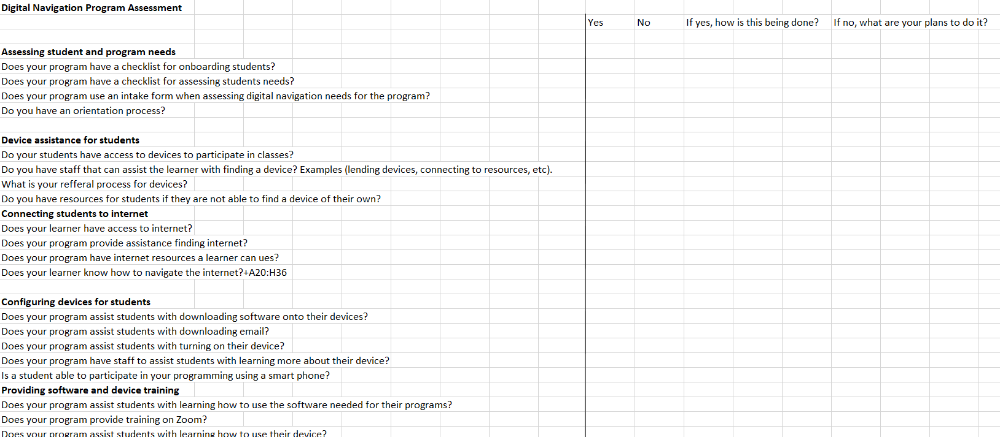 Digital Navigation Program Assessment
Yes No If yes, how is this being done? If no, what are your plans to do it?
Assessing student and program needs
Does your program have a checklist for onboarding students?
Does your program have a checklist for assessing students needs?
Does your program use an intake form when assessing digital navigation needs for the program?
Do you have an orientation process?
Device assistance for students
Do your students have access to devices to participate in classes?
Do you have staff that can assist the learner with finding a device? Examples (lending devices, connecting to resources, etc).
What is your refferal process for devices?
Do you have resources for students if they are not able to find a device of their own?
Connecting students to internet
Does your learner have access to internet?
Does your program provide assistance finding internet?
Does your program have internet resources a learner can ues?
Does your learner know how to navigate the internet?+A20:H36
Configuring devices for students
Does your program assist students with downloading software onto their devices?
Does your program assist students with downloading email?
Does your program assist students with turning on their device?
Does your program have staff to assist students with learning more about their device?
Is a student able to participate in your programming using a smart phone?
Providing software and device training
Does your program assist students with learning how to use the software needed for their programs?
Does your program provide training on Zoom?
Does your program assist students with learning how to use their device?